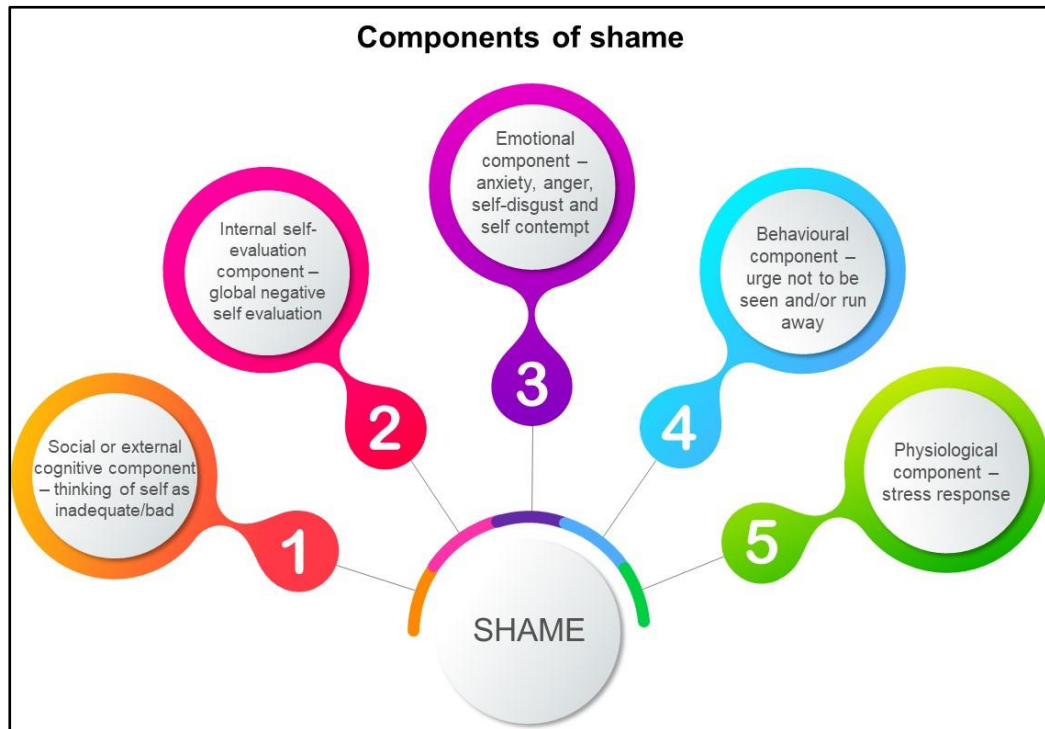 Components of shame
Social or external
cognitive component
– thinking of self as
inadequate/bad
1
Internal self-
evaluation
component –
global negative
self evaluation
2
Emotional
component –
anxiety, anger,
self-disgust and
self contempt
3
Behavioural
component –
urge not to be
seen and/or run
away
4
Physiological
component –
stress response
5
SHAME